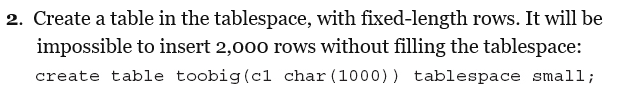 2. Create a table in the tablespace, with fixed-length rows. It will be
impossible to insert 2,000 rows without filling the tablespace:
create table toobig(c1 char(1000)) tablespace small;